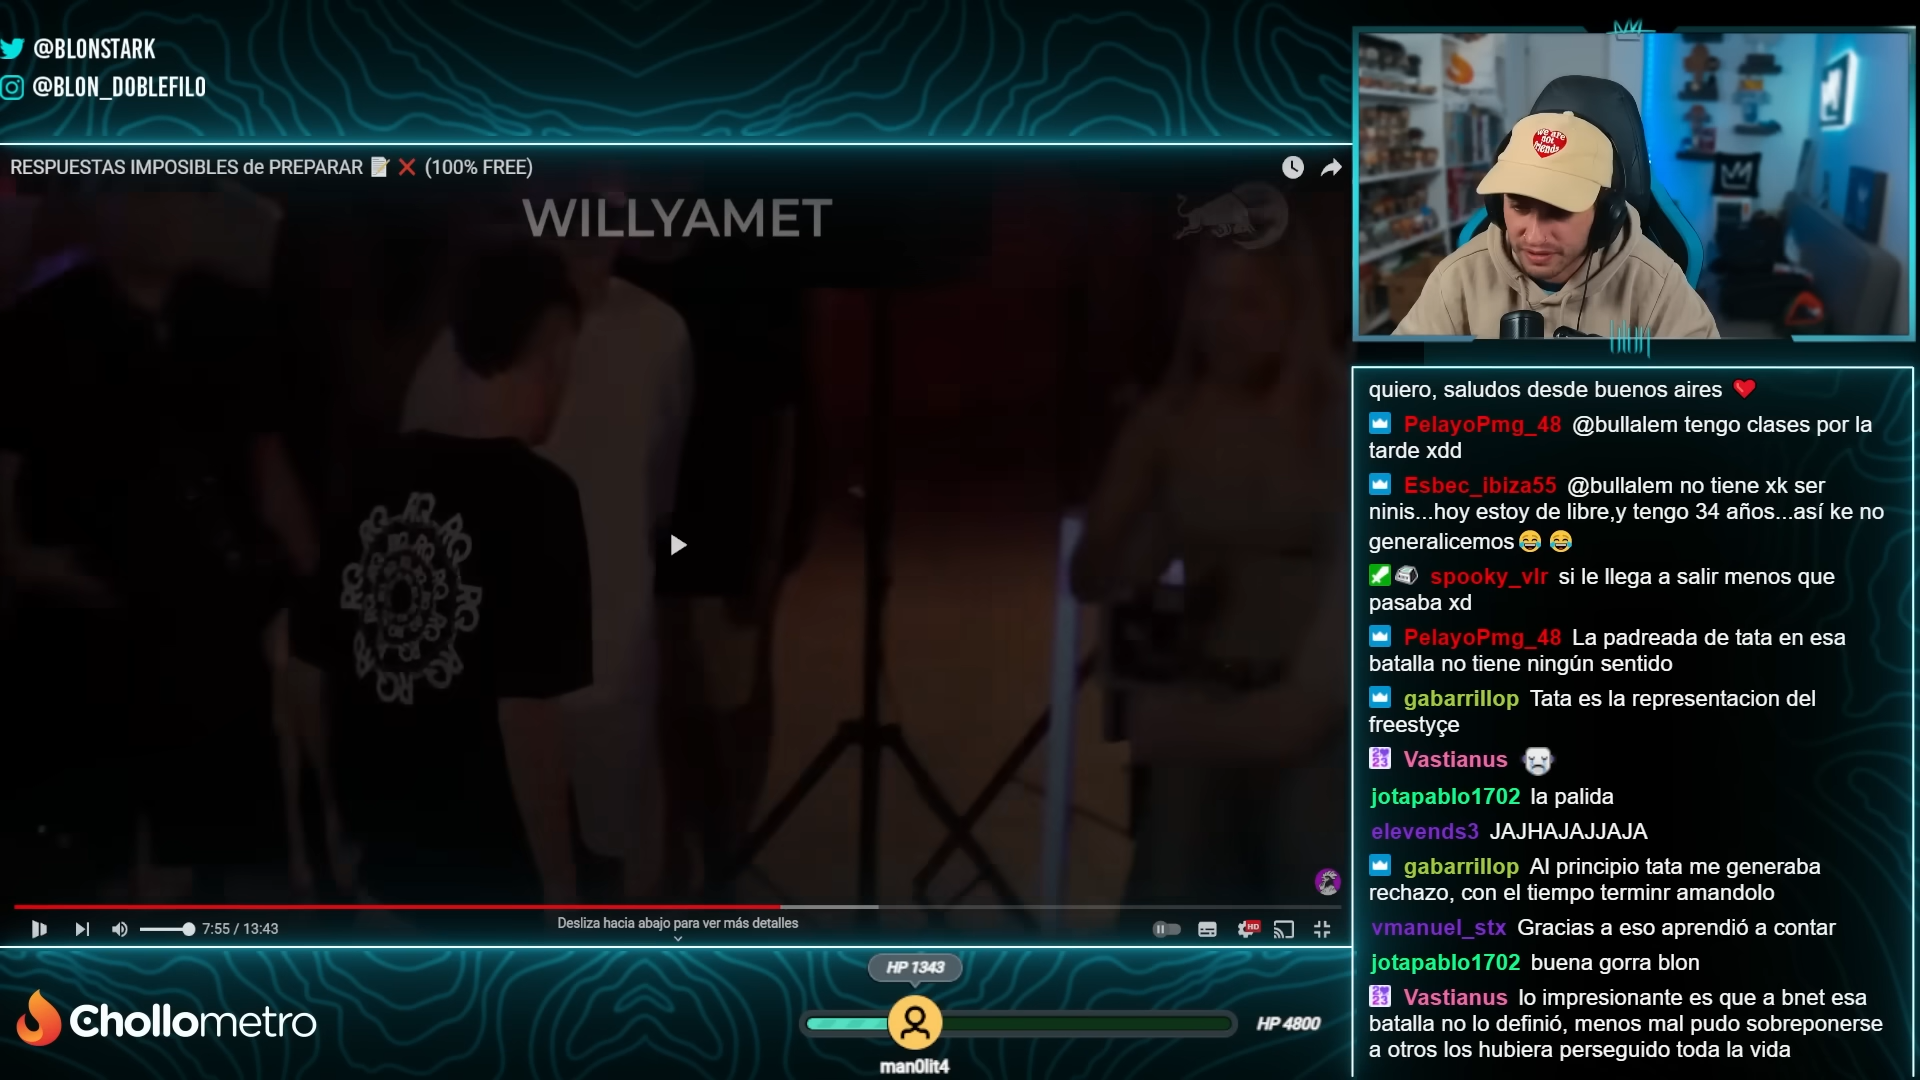 @BLONSTARK
@BLON_DOBLEFILO
RESPUESTAS IMPOSIBLES de PREPARAR 📝 ❌ (100% FREE)
WILLYAMET
7:55 / 13:43
Desliza hacia abajo para ver más detalles
HD
Chollometro
HP 1343
HP 4800
man0lit4
we are
not
friends
quiero, saludos desde buenos aires ❤️
PelayoPmg_48 @bullalem tengo clases por la
tarde xdd
Esbec_ibiza55 @bullalem no tiene xk ser
ninis...hoy estoy de libre,y tengo 34 años...así ke no
generalicemos😂 😂
spooky_vlr si le llega a salir menos que
pasaba xd
PelayoPmg_48 La padreada de tata en esa
batalla no tiene ningún sentido
gabarrillop Tata es la representacion del
freestyçe
Vastianus
jotapablo1702 la palida
elevends3 JAJHAJAJJAJA
gabarrillop Al principio tata me generaba
rechazo, con el tiempo terminr amandolo
vmanuel_stx Gracias a eso aprendió a contar
jotapablo1702 buena gorra blon
Vastianus lo impresionante es que a bnet esa
batalla no lo definió, menos mal pudo sobreponerse
a otros los hubiera perseguido toda la vida